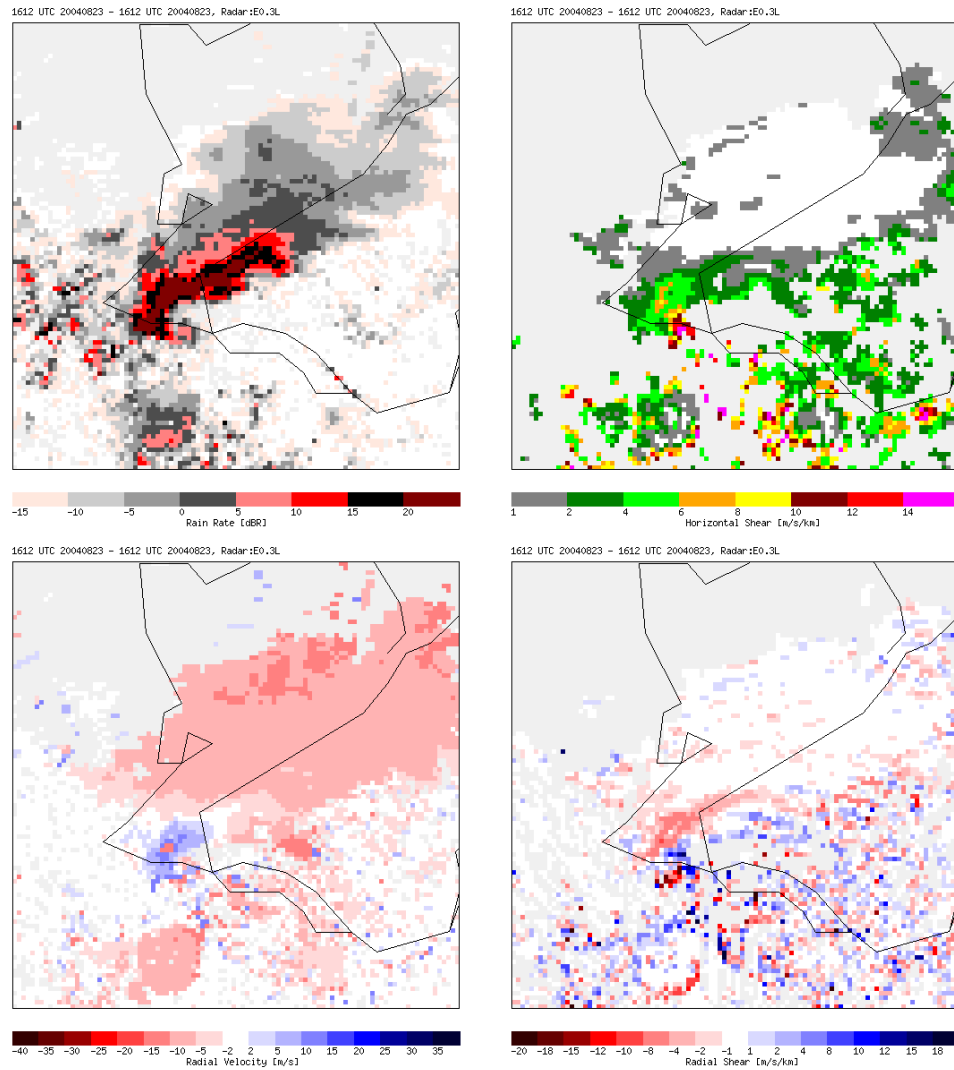 1612 UTC 20040823 - 1612 UTC 20040823, Radar:E0.3L
1612 UTC 20040823 - 1612 UTC 20040823, Radar:E0.3L
-15 -10 -5 0 5 10 15 20
Rain Rate [dBR]
1 2 4 6 8 10 12 14
Horizontal Shear [m/s/km]
1612 UTC 20040823 - 1612 UTC 20040823, Radar:E0.3L
1612 UTC 20040823 - 1612 UTC 20040823, Radar:E0.3L
-40 -35 -30 -25 -20 -15 -10 -5 -2 2 5 10 15 20 25 30 35
Radial Velocity [m/s]
-20 -18 -15 -12 -10 -8 -4 -2 -1 1 2 4 8 10 12 15 18
Radial Shear [m/s/km]